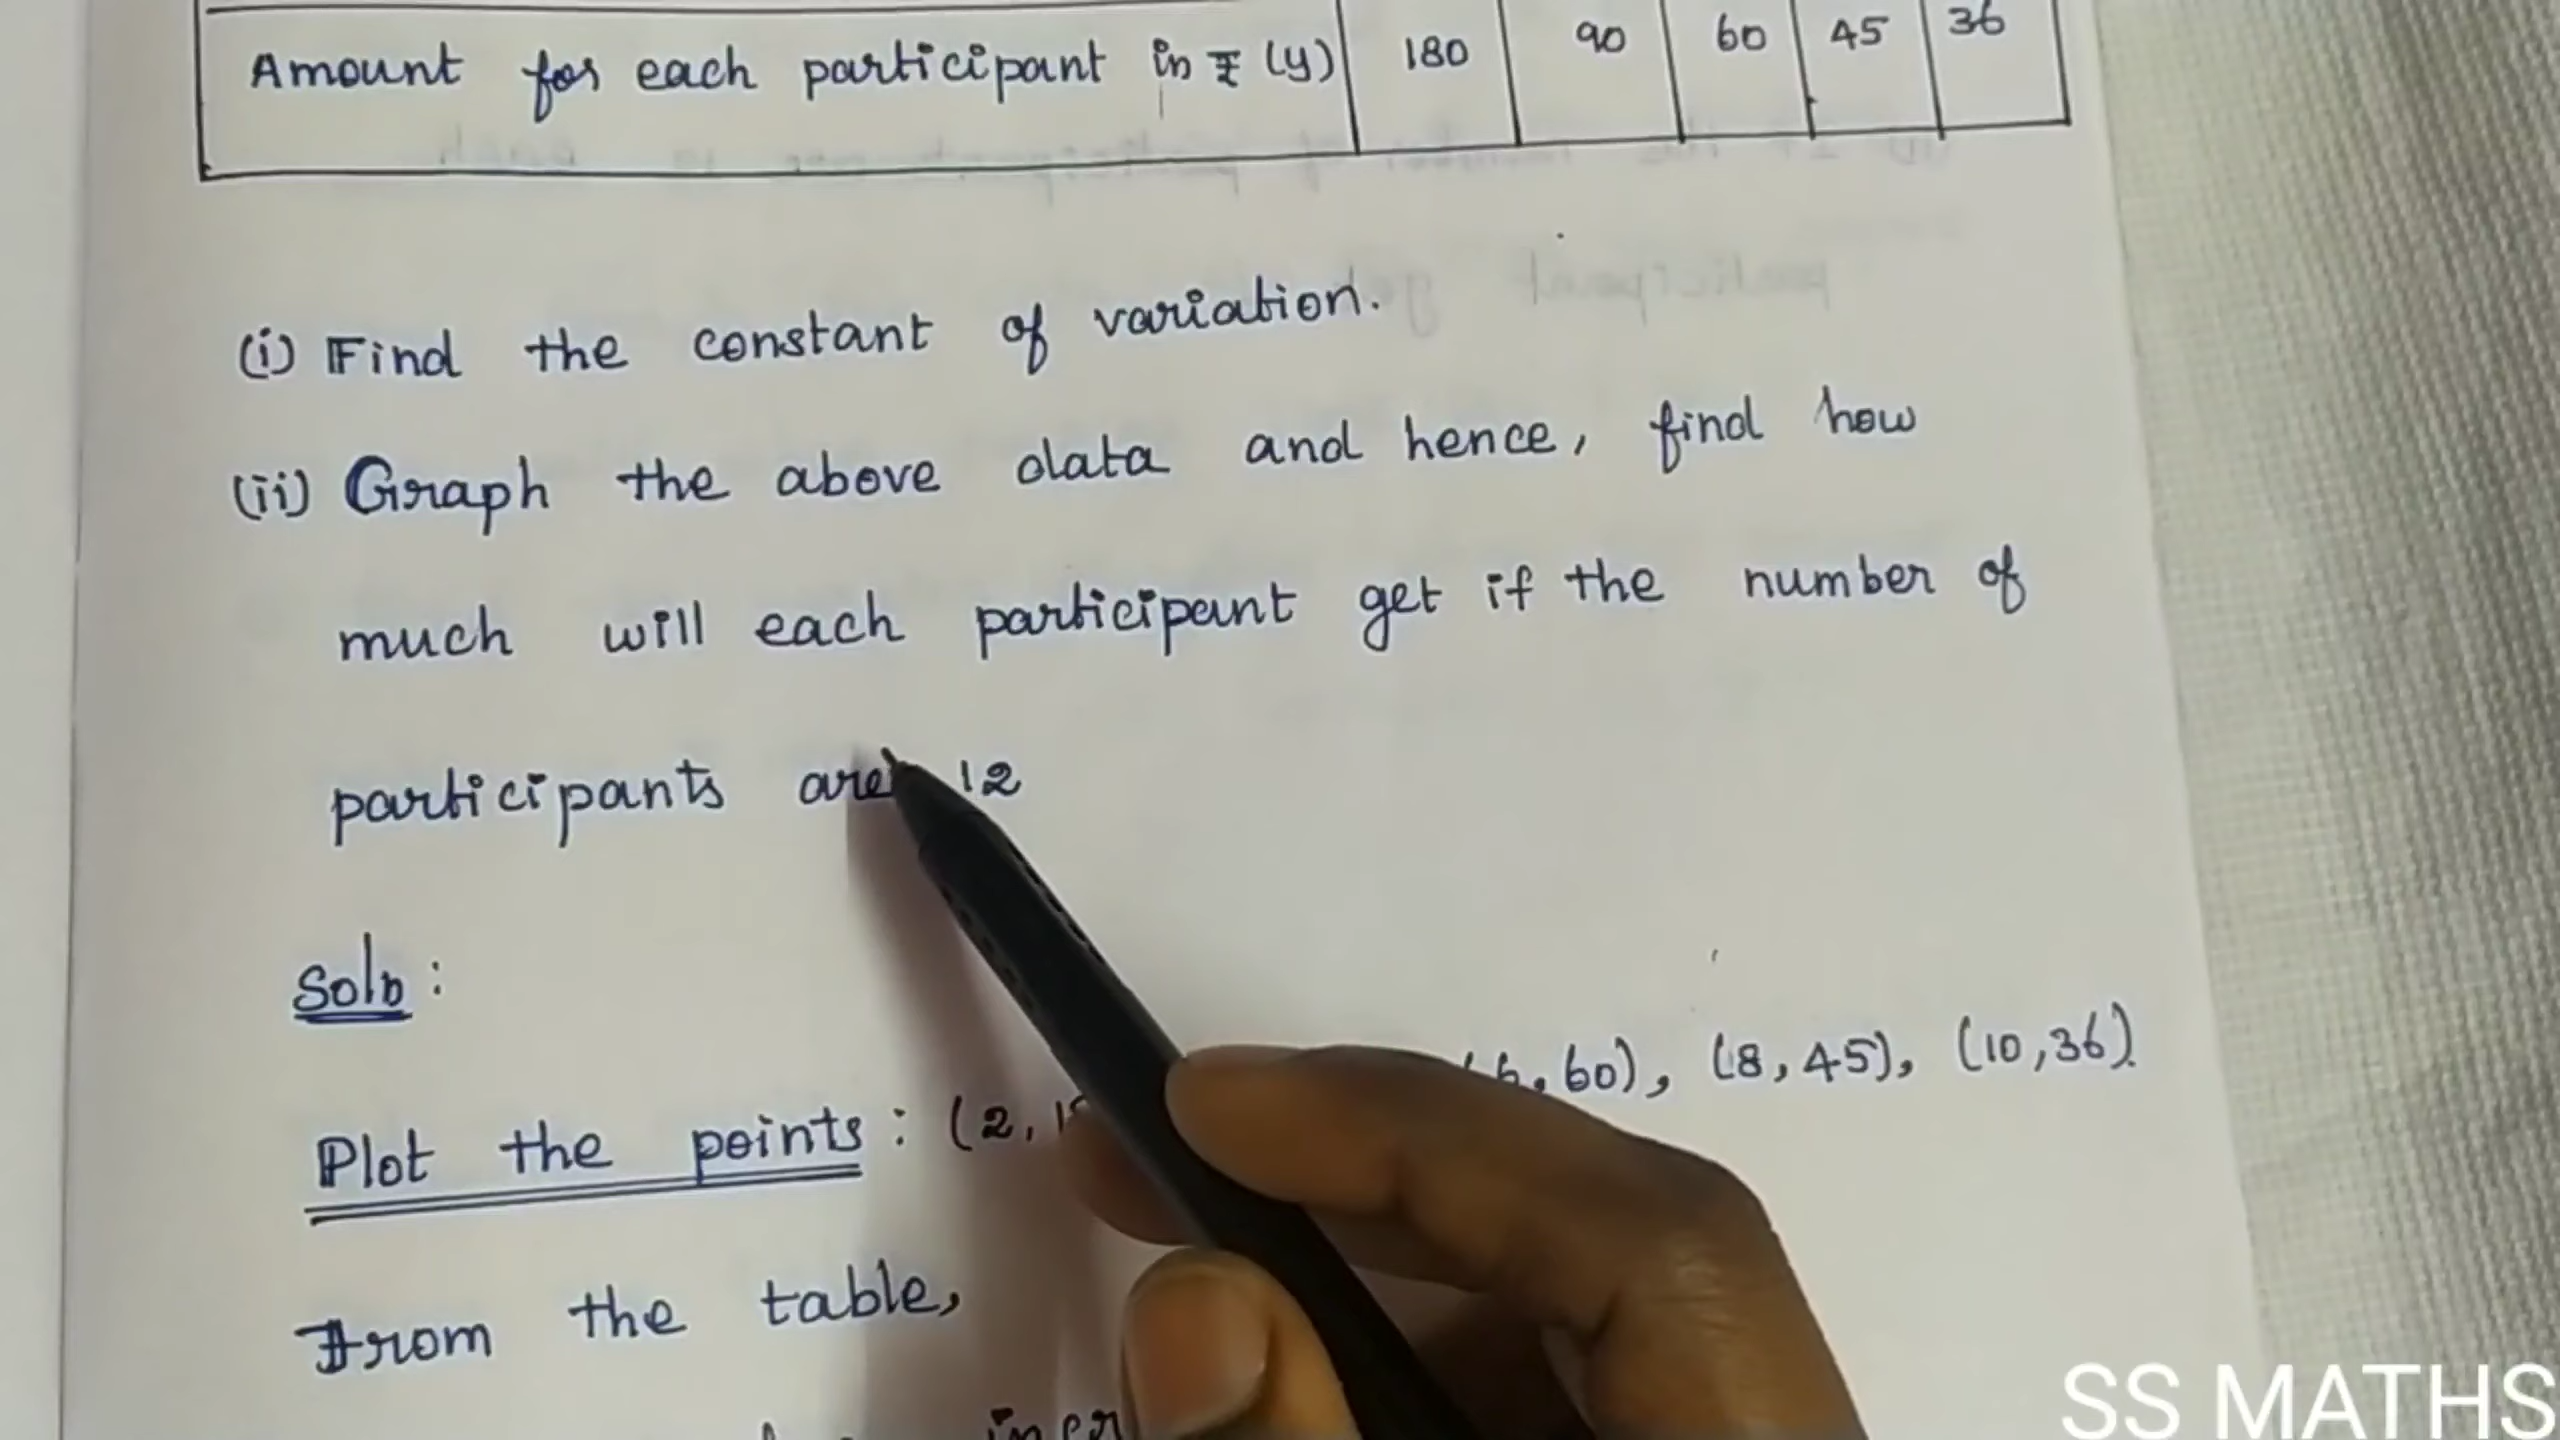 Amount for each participant in ₹ (y) 180 90 60 45 36
(i) Find the constant of variation.
(ii) Graph the above data and hence, find how
much will each participant get if the number of
participants are 12
Soln :
Plot the points : (2, 6, 60), (8, 45), (10, 36).
From the table,
SS MATHS